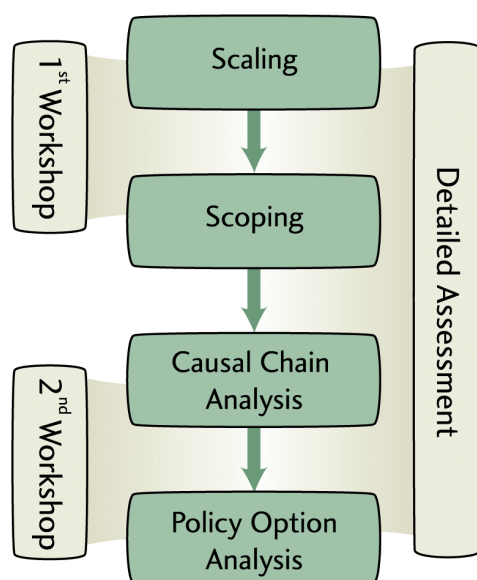 Scaling
1st Workshop
Scoping
Detailed Assessment
Causal Chain
Analysis
2nd Workshop
Policy Option
Analysis